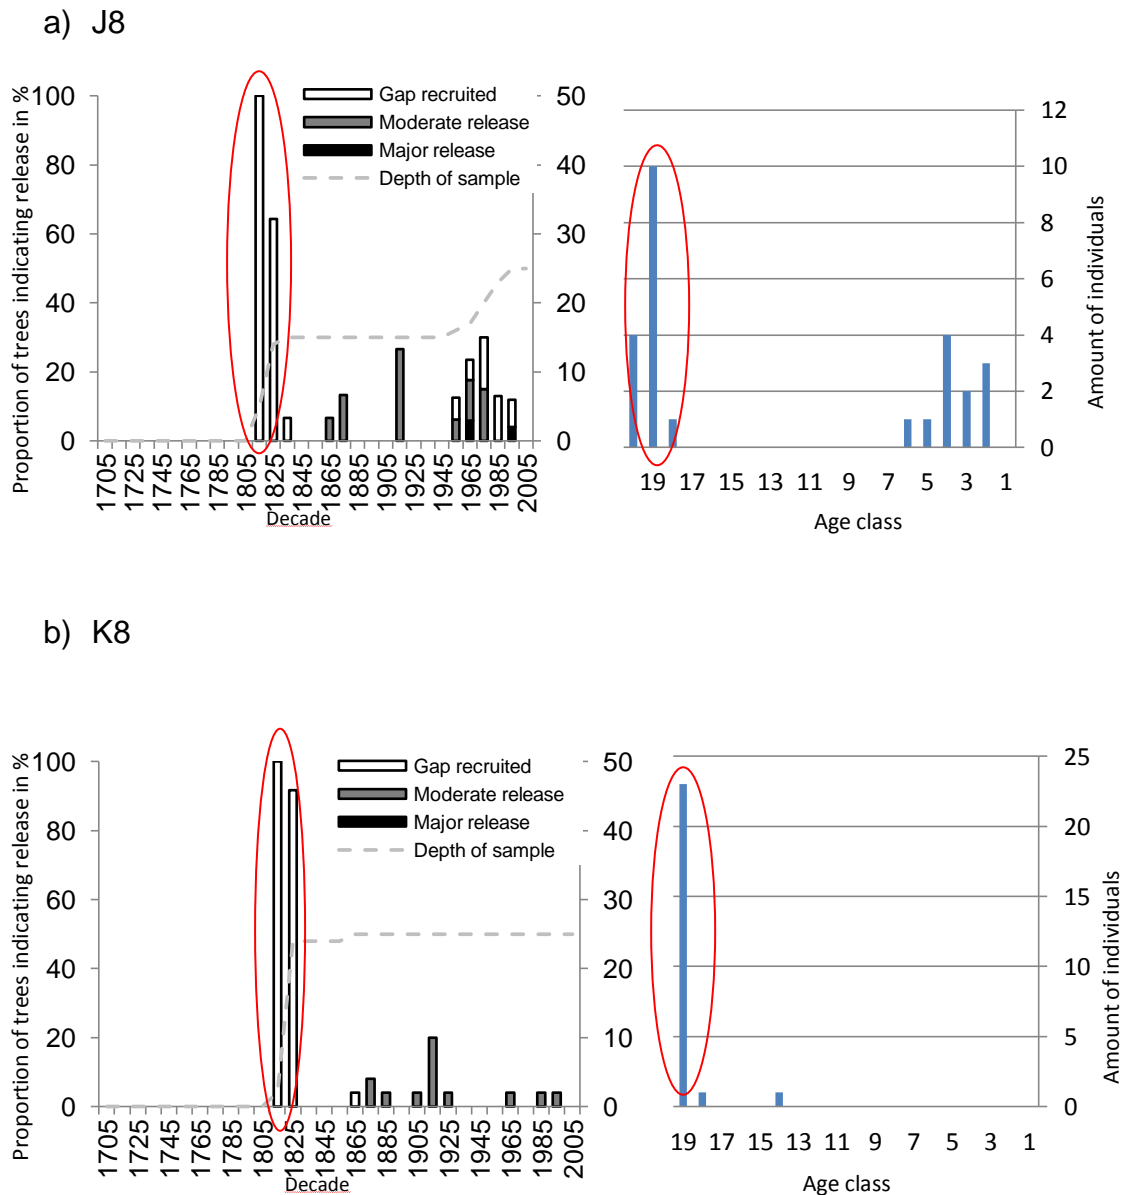 a) J8
Proportion of trees indicating release in %
100
80
60
40
20
0
Gap recruited
Moderate release
Major release
Depth of sample
50
40
30
20
10
0
1705 1725 1745 1765 1785 1805 1825 1845 1865 1885 1905 1925 1945 1965 1985 2005
Decade
12
10
8
6
4
2
0
Amount of individuals
19 17 15 13 11 9 7 5 3 1
Age class
b) K8
Proportion of trees indicating release in %
100
80
60
40
20
0
Gap recruited
Moderate release
Major release
Depth of sample
50
40
30
20
10
0
1705 1725 1745 1765 1785 1805 1825 1845 1865 1885 1905 1925 1945 1965 1985 2005
Decade
25
20
15
10
5
0
Amount of individuals
19 17 15 13 11 9 7 5 3 1
Age class